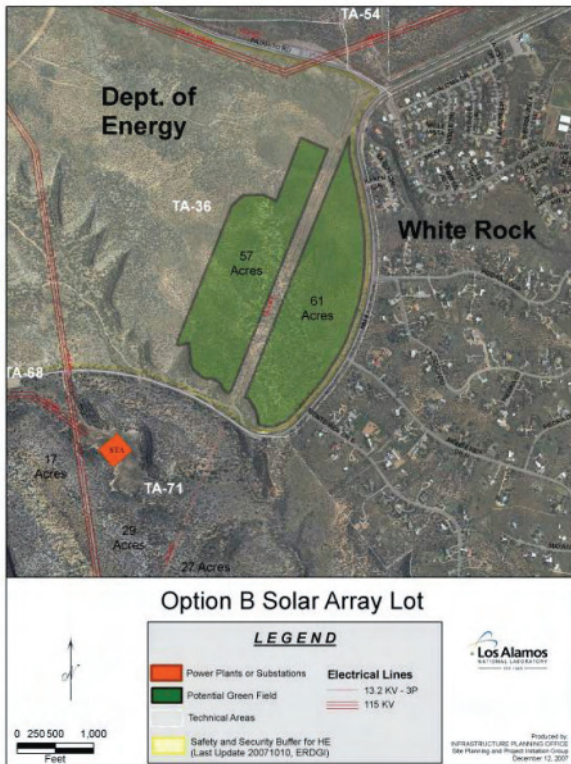 TA-54
Dept. of
Energy
TA-36
White Rock
57
Acres
61
Acres
TA-68
STA
17
Acres
TA-71
29
Acres
27 Acres
Option B Solar Array Lot
LEGEND
Power Plants or Substations
Potential Green Field
Technical Areas
Safety and Security Buffer for HE
(Last Update 20071010, ERDGI)
Electrical Lines
13.2 KV - 3P
115 KV
N
0 250 500 1,000
Feet
Los Alamos
NATIONAL LABORATORY
EST. 1943
Produced by:
INFRASTRUCTURE PLANNING OFFICE
Site Planning and Project Initiation Group
December 12, 2007